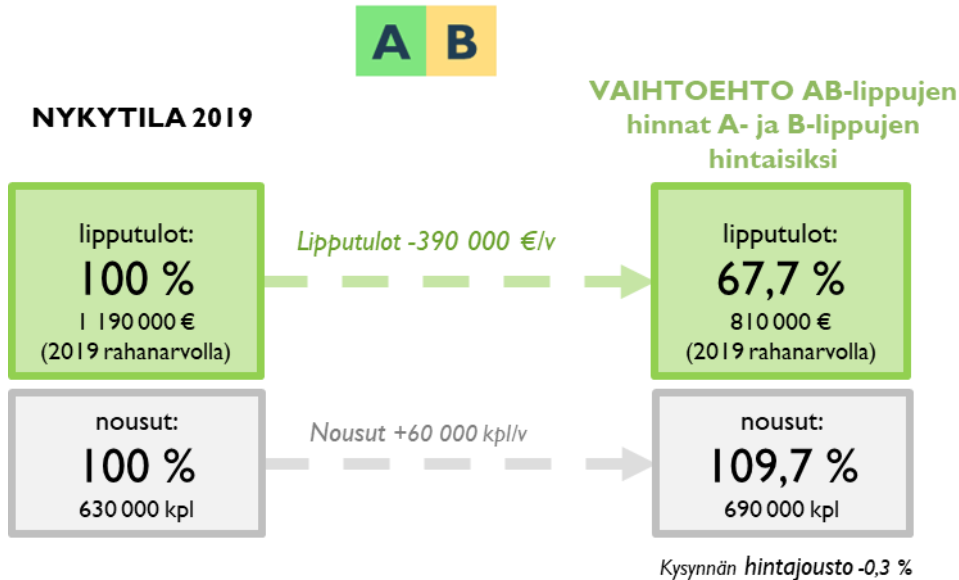 A B
NYKYTILA 2019
VAIHTOEHTO AB-lippujen
hinnat A- ja B-lippujen
hintaisiksi
lipputulot:
100 %
1 190 000 €
(2019 rahanarvolla)
Lipputulot -390 000 €/v
lipputulot:
67,7 %
810 000 €
(2019 rahanarvolla)
nousut:
100 %
630 000 kpl
Nousut +60 000 kpl/v
nousut:
109,7 %
690 000 kpl
Kysynnän hintajousto -0,3 %